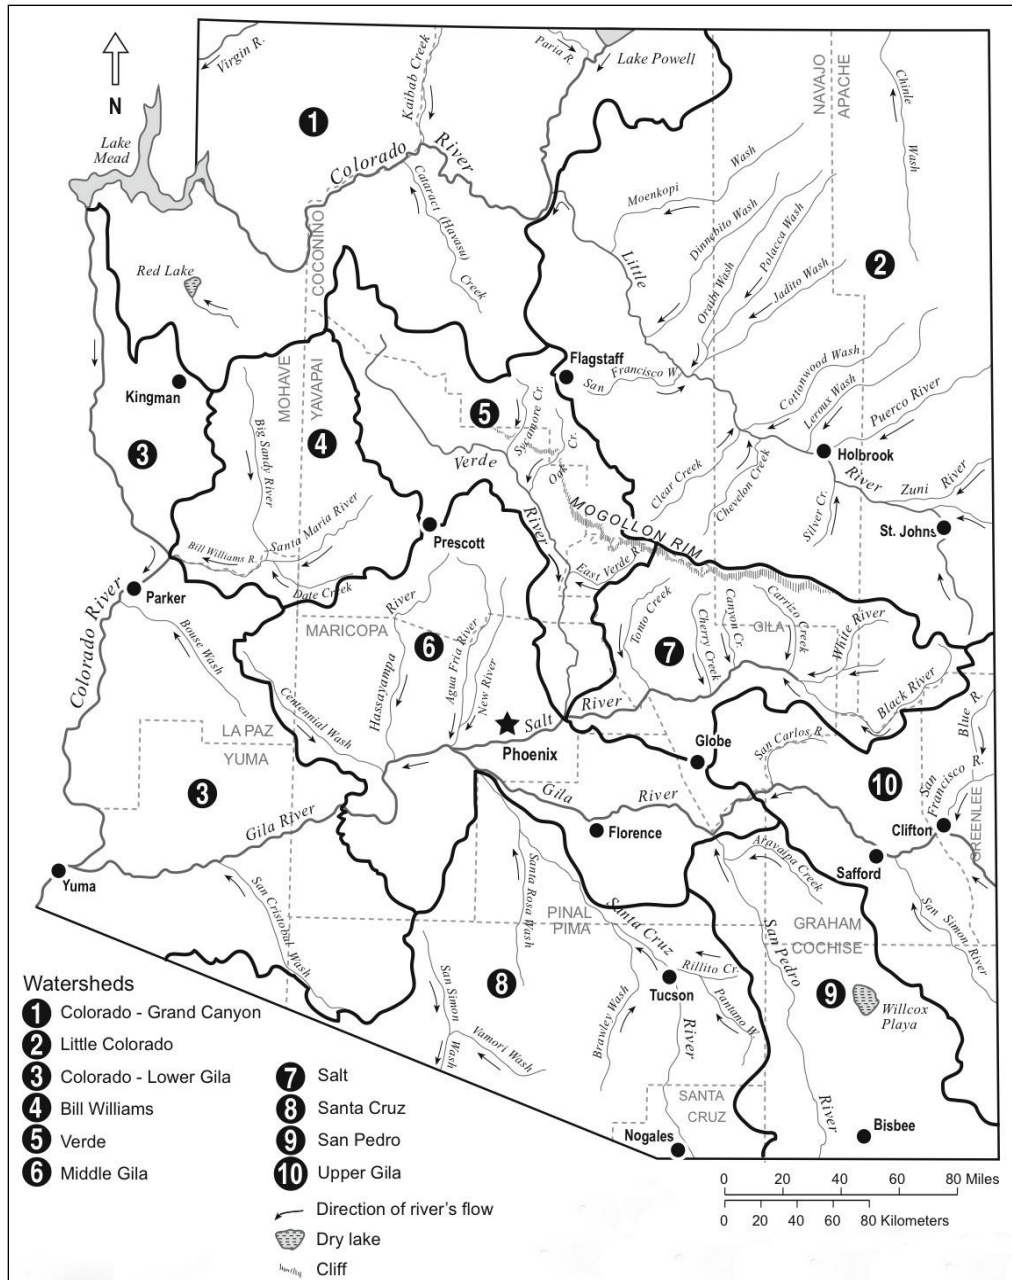 Virgin R.
Kaibab Creek
Paria R.
Lake Powell
NAVAJO
APACHE
Chinle
Wash
N
1
Lake
Mead
Colorado
River
Wash
Moenkopi
Dinnebito Wash
Polacca Wash
Oraibi Wash
Jadito Wash
Cataract (Havasu)
Creek
Little
2
COCONINO
Red Lake
MOHAVE
YAVAPAI
Kingman
Flagstaff
San Francisco W.
Cottonwood Wash
Leroux Wash
Puerco River
5
Sycamore Cr.
Oak Cr.
3
Big Sandy River
4
Verde
River
Holbrook
River
Clear Creek
Chevelon Creek
Silver Cr.
Zuni River
St. Johns
Santa Maria River
Prescott
MOGOLLON RIM
Bill Williams R.
Date Creek
East Verde R.
Parker
Colorado River
Bouse Wash
MARICOPA
River
Hassayampa
6
Agua Fria River
New River
Tonto Creek
7
Cherry Creek
Canyon Cr.
GILA
Carrizo Creek
White River
Black River
Blue R.
Centennial Wash
LA PAZ
YUMA
Phoenix
Salt
River
Globe
San Carlos R.
10
San
Francisco R.
GREENLEE
3
Gila River
Gila
River
Florence
Clifton
Safford
Yuma
San Cristobal Wash
Santa Rosa Wash
Aravaipa Creek
San Simon River
PINAL
PIMA
Santa Cruz
GRAHAM
COCHISE
San Pedro
Rillito Cr.
8
San Simon
Wash
Vamori Wash
Brawley Wash
Tucson
Pantano W.
River
9
Willcox
Playa
SANTA
CRUZ
River
Nogales
Bisbee
Watersheds
1 Colorado - Grand Canyon
2 Little Colorado
3 Colorado - Lower Gila
4 Bill Williams
5 Verde
6 Middle Gila
7 Salt
8 Santa Cruz
9 San Pedro
10 Upper Gila
Direction of river's flow
Dry lake
Cliff
0 20 40 60 80 Miles
0 20 40 60 80 Kilometers